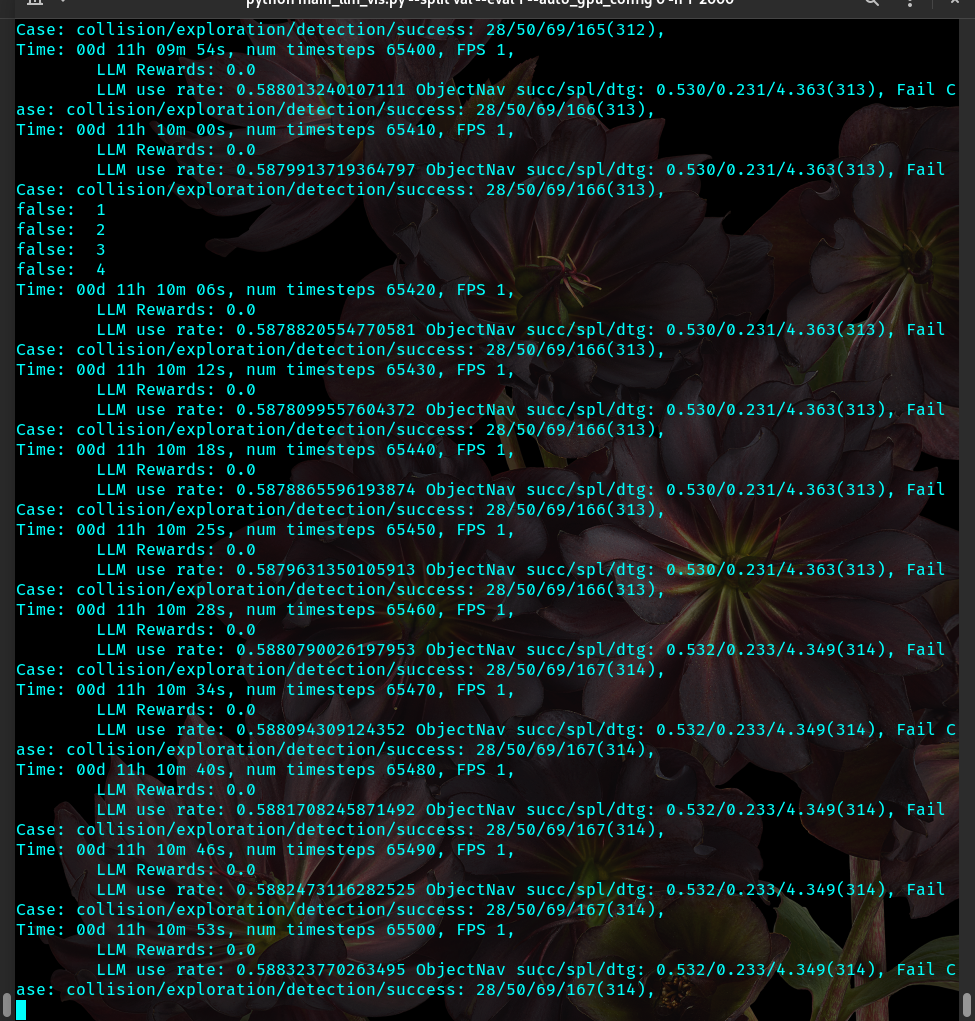 python main_llm_vis.py --split val --eval 1 --auto_gpu_config 0 -n 1 2000
Case: collision/exploration/detection/success: 28/50/69/165(312),
Time: 00d 11h 09m 54s, num timesteps 65400, FPS 1,
LLM Rewards: 0.0
LLM use rate: 0.588013240107111 ObjectNav succ/spl/dtg: 0.530/0.231/4.363(313), Fail C
ase: collision/exploration/detection/success: 28/50/69/166(313),
Time: 00d 11h 10m 00s, num timesteps 65410, FPS 1,
LLM Rewards: 0.0
LLM use rate: 0.5879913719364797 ObjectNav succ/spl/dtg: 0.530/0.231/4.363(313), Fail
Case: collision/exploration/detection/success: 28/50/69/166(313),
false:  1
false:  2
false:  3
false:  4
Time: 00d 11h 10m 06s, num timesteps 65420, FPS 1,
LLM Rewards: 0.0
LLM use rate: 0.5878820554770581 ObjectNav succ/spl/dtg: 0.530/0.231/4.363(313), Fail
Case: collision/exploration/detection/success: 28/50/69/166(313),
Time: 00d 11h 10m 12s, num timesteps 65430, FPS 1,
LLM Rewards: 0.0
LLM use rate: 0.5878099557604372 ObjectNav succ/spl/dtg: 0.530/0.231/4.363(313), Fail
Case: collision/exploration/detection/success: 28/50/69/166(313),
Time: 00d 11h 10m 18s, num timesteps 65440, FPS 1,
LLM Rewards: 0.0
LLM use rate: 0.5878865596193874 ObjectNav succ/spl/dtg: 0.530/0.231/4.363(313), Fail
Case: collision/exploration/detection/success: 28/50/69/166(313),
Time: 00d 11h 10m 25s, num timesteps 65450, FPS 1,
LLM Rewards: 0.0
LLM use rate: 0.5879631350105913 ObjectNav succ/spl/dtg: 0.530/0.231/4.363(313), Fail
Case: collision/exploration/detection/success: 28/50/69/166(313),
Time: 00d 11h 10m 28s, num timesteps 65460, FPS 1,
LLM Rewards: 0.0
LLM use rate: 0.5880790026197953 ObjectNav succ/spl/dtg: 0.532/0.233/4.349(314), Fail
Case: collision/exploration/detection/success: 28/50/69/167(314),
Time: 00d 11h 10m 34s, num timesteps 65470, FPS 1,
LLM Rewards: 0.0
LLM use rate: 0.588094309124352 ObjectNav succ/spl/dtg: 0.532/0.233/4.349(314), Fail C
ase: collision/exploration/detection/success: 28/50/69/167(314),
Time: 00d 11h 10m 40s, num timesteps 65480, FPS 1,
LLM Rewards: 0.0
LLM use rate: 0.5881708245871492 ObjectNav succ/spl/dtg: 0.532/0.233/4.349(314), Fail
Case: collision/exploration/detection/success: 28/50/69/167(314),
Time: 00d 11h 10m 46s, num timesteps 65490, FPS 1,
LLM Rewards: 0.0
LLM use rate: 0.5882473116282525 ObjectNav succ/spl/dtg: 0.532/0.233/4.349(314), Fail
Case: collision/exploration/detection/success: 28/50/69/167(314),
Time: 00d 11h 10m 53s, num timesteps 65500, FPS 1,
LLM Rewards: 0.0
LLM use rate: 0.588323770263495 ObjectNav succ/spl/dtg: 0.532/0.233/4.349(314), Fail C
ase: collision/exploration/detection/success: 28/50/69/167(314),